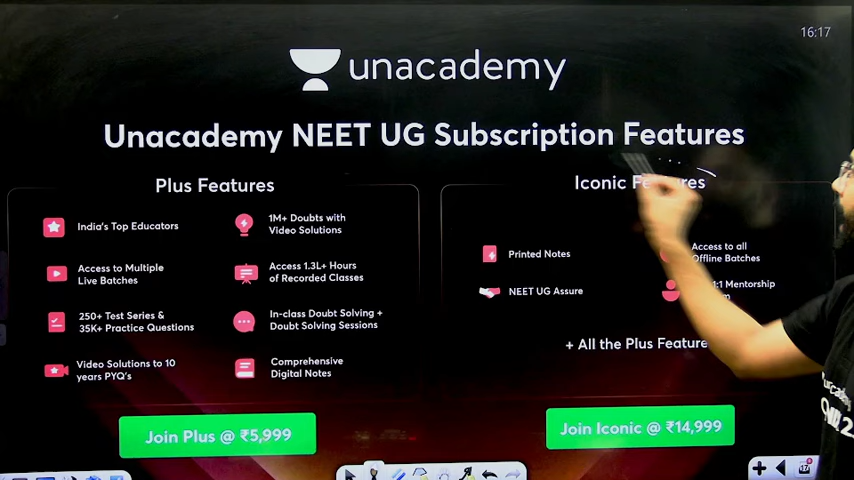 16:17
unacademy
Unacademy NEET UG Subscription Features
Plus Features
India's Top Educators
1M+ Doubts with
Video Solutions
Access to Multiple
Live Batches
Access 1.3L+ Hours
of Recorded Classes
250+ Test Series &
35K+ Practice Questions
In-class Doubt Solving +
Doubt Solving Sessions
Video Solutions to 10
years PYQ's
Comprehensive
Digital Notes
Join Plus @ ₹5,999
Iconic
Printed Notes
Access to all
Offline Batches
NEET UG Assure
1:1 Mentorship
+ All the Plus
Join Iconic @ ₹14,999